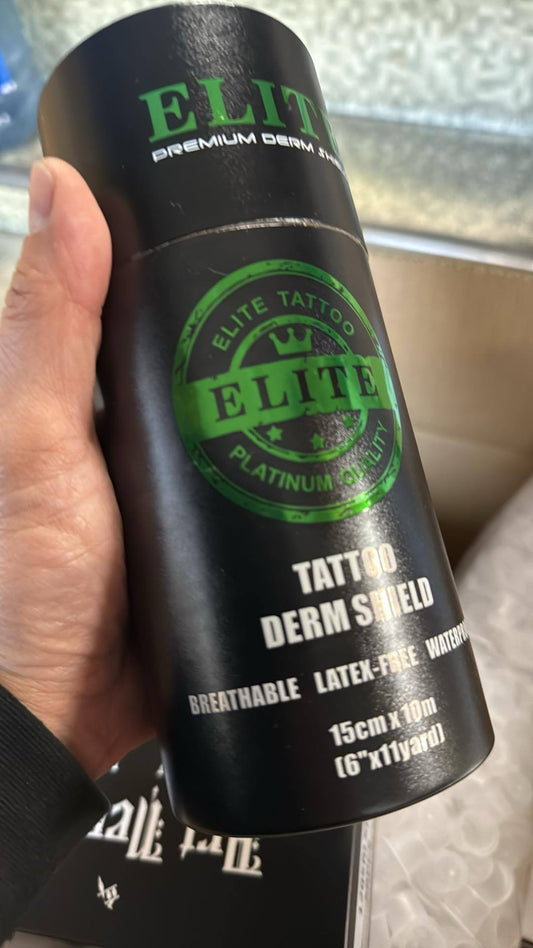 ELITE
PREMIUM DERM
ELITE TATTOO
ELITE
PLATINUM QUALITY
TATTOO
DERM SHIELD
BREATHABLE LATEX-FREE
15cm x 10m
(6"x11yard)